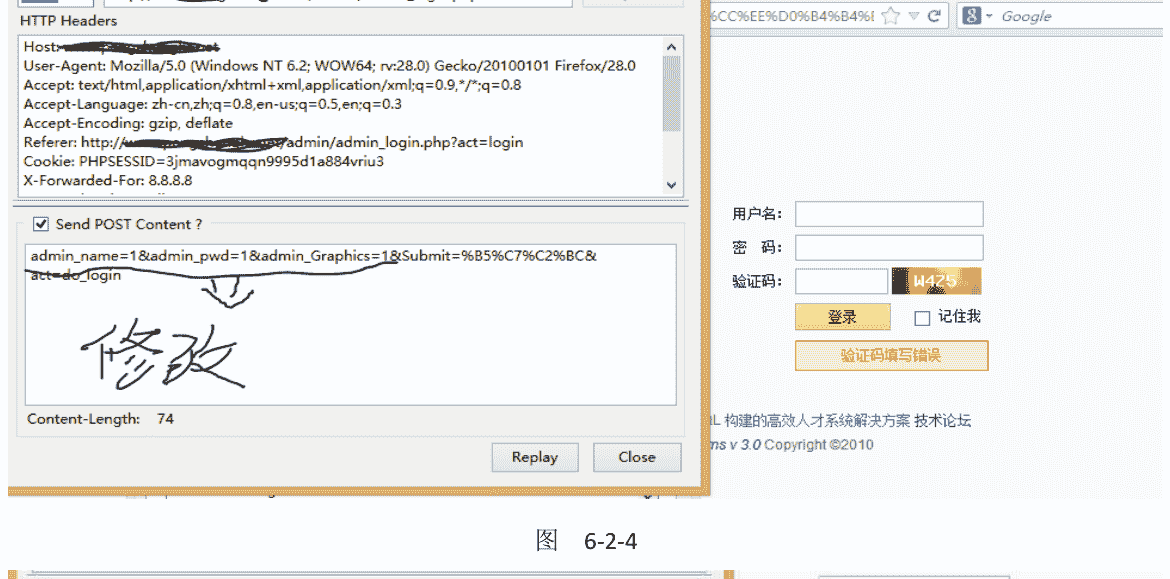 HTTP Headers
%CC%EE%D0%B4%B4%
Google
Host:
User-Agent: Mozilla/5.0 (Windows NT 6.2; WOW64; rv:28.0) Gecko/20100101 Firefox/28.0
Accept: text/html,application/xhtml+xml,application/xml;q=0.9,*/*;q=0.8
Accept-Language: zh-cn,zh;q=0.8,en-us;q=0.5,en;q=0.3
Accept-Encoding: gzip, deflate
Referer: http:// /admin/admin_login.php?act=login
Cookie: PHPSESSID=3jmavogmqqn9995d1a884vriu3
X-Forwarded-For: 8.8.8.8
Send POST Content ?
admin_name=1&admin_pwd=1&admin_Graphics=1&Submit=%B5%C7%C2%BC&
act=do_login
修改
Content-Length: 74
Replay Close
用户名：
密 码：
验证码： W4Z5
登录 记住我
验证码填写错误
构建的高效人才系统解决方案 技术论坛
ms v 3.0 Copyright ©2010
图 6-2-4